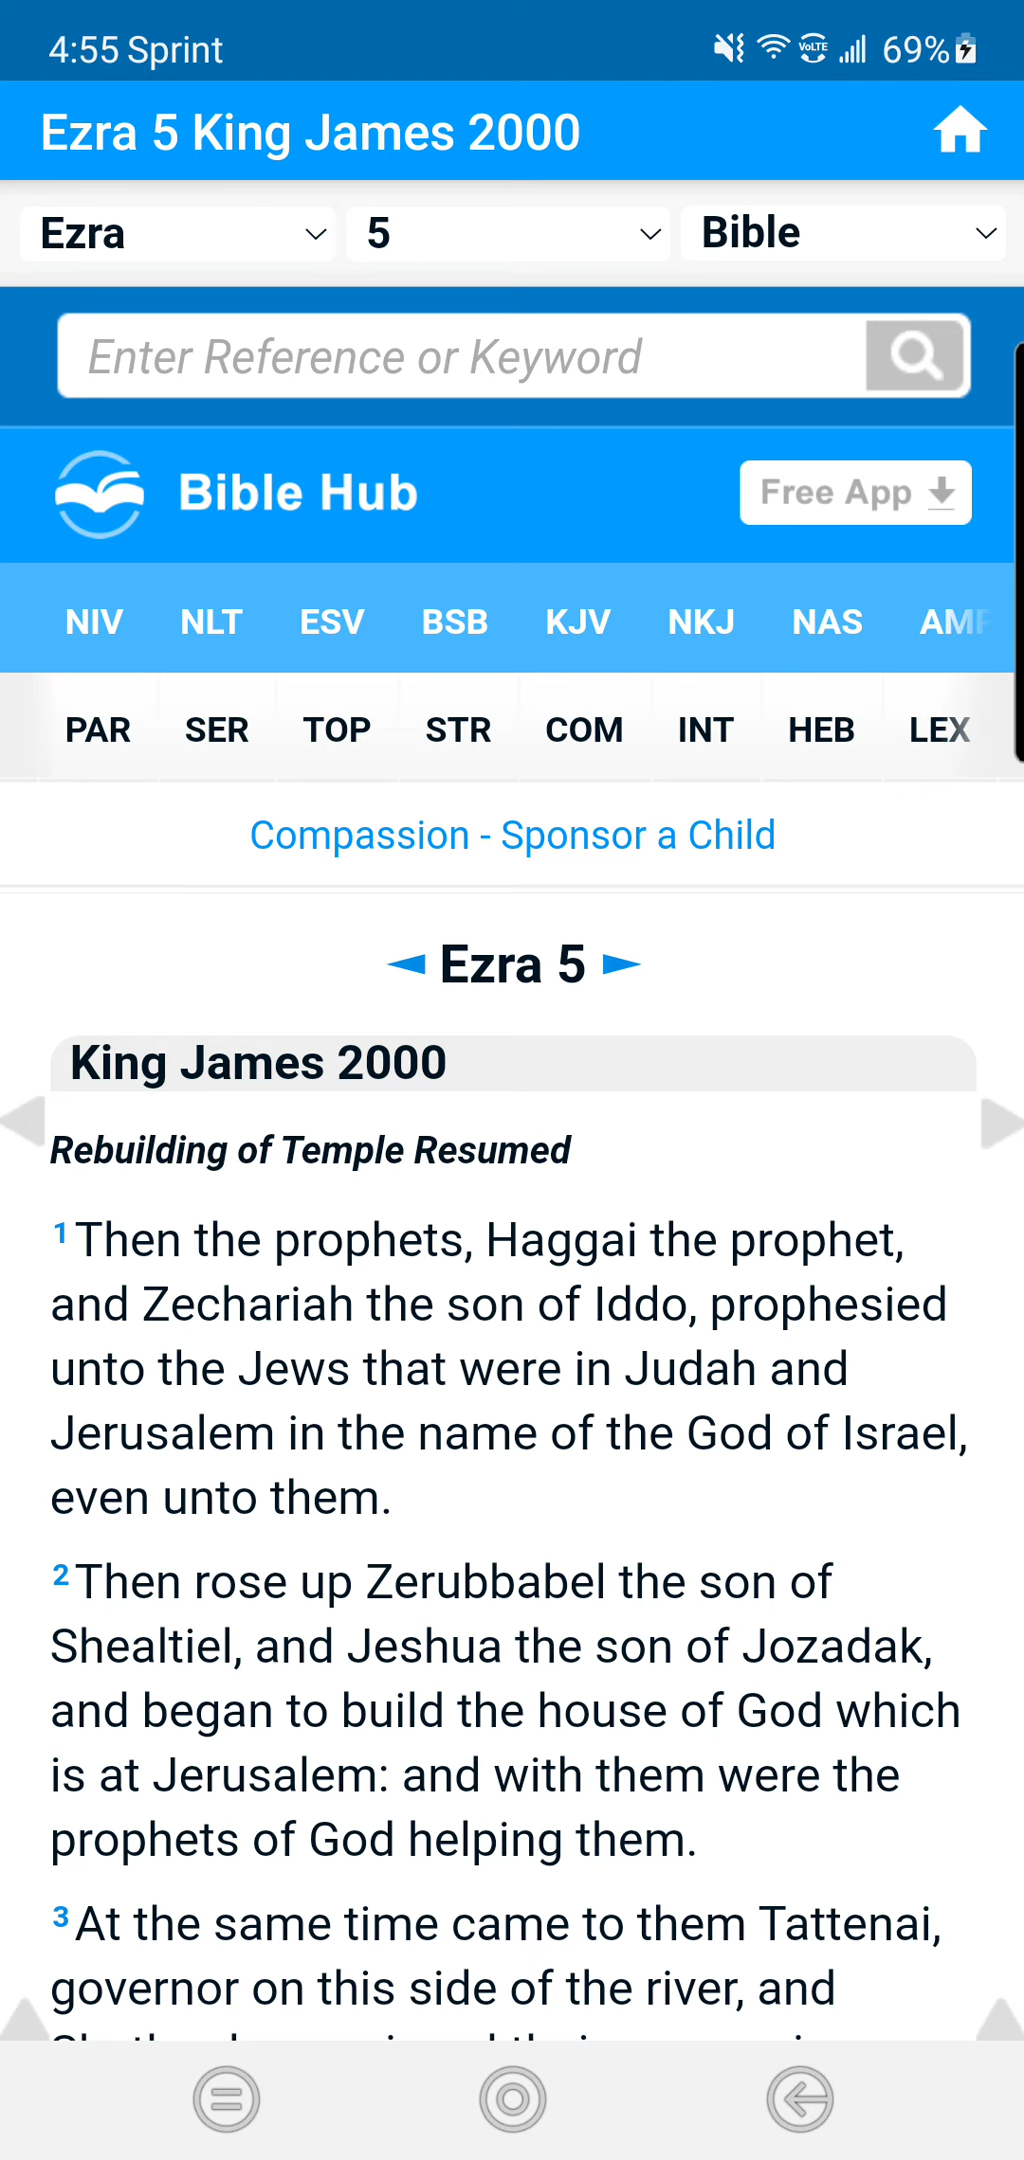 4:55 Sprint VoLTE 69%
Ezra 5 King James 2000
Ezra 5 Bible
Enter Reference or Keyword
Bible Hub Free App
NIV NLT ESV BSB KJV NKJ NAS AMP
PAR SER TOP STR COM INT HEB LEX
Compassion - Sponsor a Child
Ezra 5
King James 2000
Rebuilding of Temple Resumed
1 Then the prophets, Haggai the prophet,
and Zechariah the son of Iddo, prophesied
unto the Jews that were in Judah and
Jerusalem in the name of the God of Israel,
even unto them.
2 Then rose up Zerubbabel the son of
Shealtiel, and Jeshua the son of Jozadak,
and began to build the house of God which
is at Jerusalem: and with them were the
prophets of God helping them.
3 At the same time came to them Tattenai,
governor on this side of the river, and